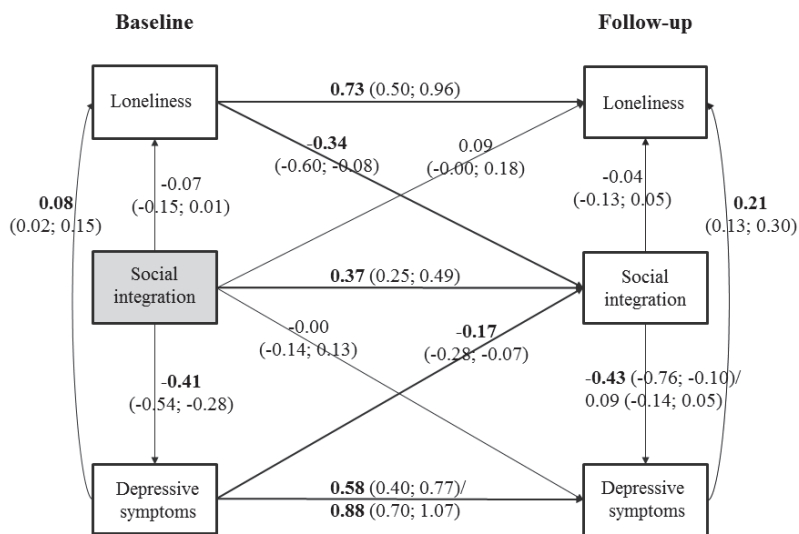 Baseline
Follow-up
Loneliness
0.73 (0.50; 0.96)
Loneliness
-0.34
(-0.60; -0.08)
0.09
(-0.00; 0.18)
-0.07
(-0.15; 0.01)
-0.04
(-0.13; 0.05)
0.08
(0.02; 0.15)
0.21
(0.13; 0.30)
Social
integration
0.37 (0.25; 0.49)
Social
integration
-0.00
(-0.14; 0.13)
-0.17
(-0.28; -0.07)
-0.41
(-0.54; -0.28)
-0.43 (-0.76; -0.10)/
0.09 (-0.14; 0.05)
Depressive
symptoms
0.58 (0.40; 0.77)/
0.88 (0.70; 1.07)
Depressive
symptoms